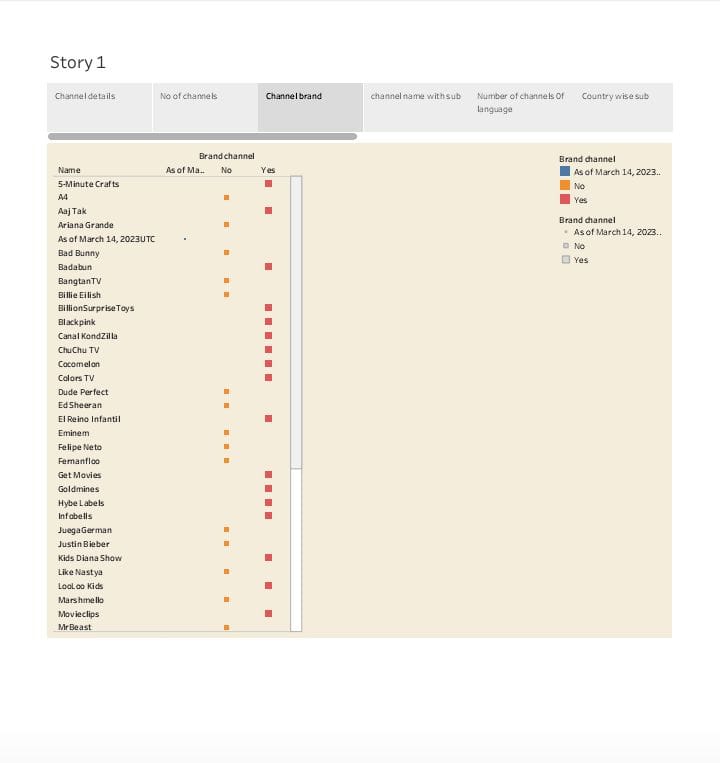 Story 1
Channel details No of channels Channel brand channel name with sub Number of channels Of Country wise sub
language
Brand channel
Name As of Ma.. No Yes
5-Minute Crafts
A4
Aaj Tak
Ariana Grande
As of March 14, 2023UTC
Bad Bunny
Badabun
BangtanTV
Billie Eilish
BillionSurpriseToys
Blackpink
Canal KondZilla
ChuChu TV
Cocomelon
Colors TV
Dude Perfect
Ed Sheeran
El Reino Infantil
Eminem
Felipe Neto
Fernanfloo
Get Movies
Goldmines
Hybe Labels
Infobells
JuegaGerman
Justin Bieber
Kids Diana Show
Like Nastya
LooLoo Kids
Marshmello
Movieclips
MrBeast
Brand channel
As of March 14, 2023..
No
Yes
Brand channel
As of March 14, 2023..
No
Yes